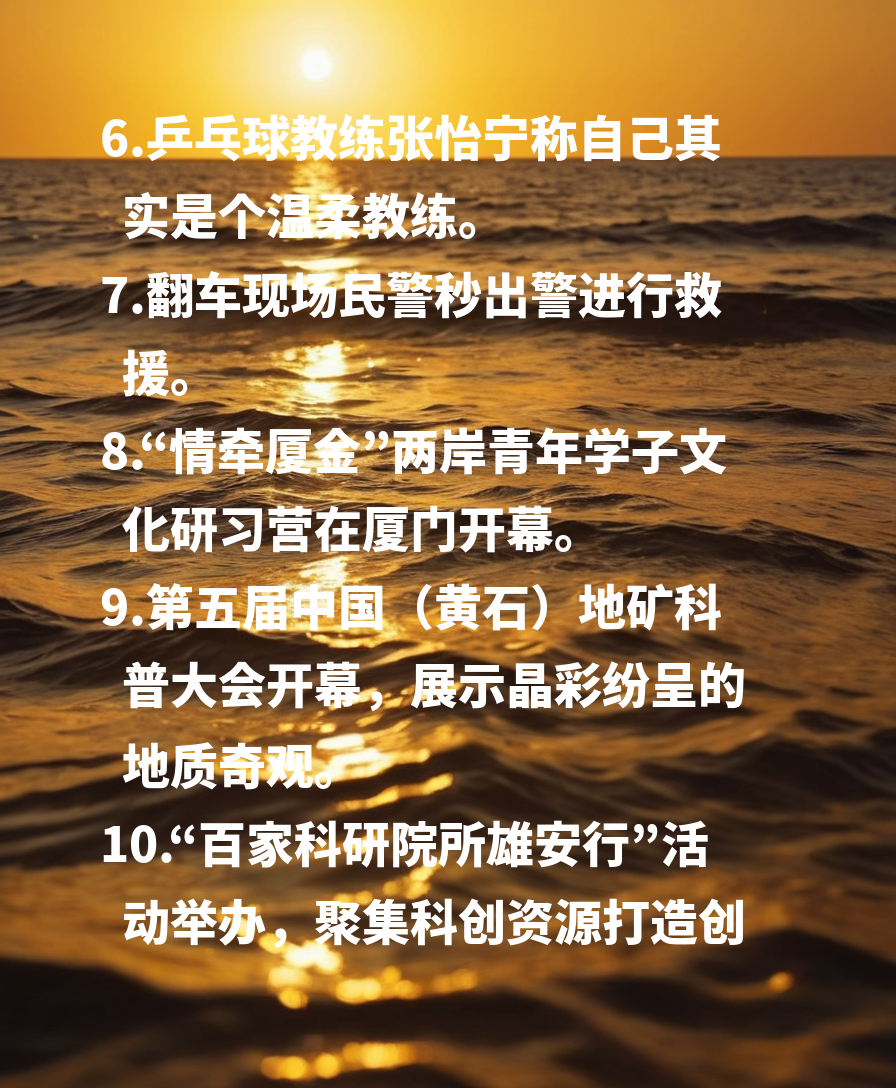 6.乒乓球教练张怡宁称自己其
实是个温柔教练。
7.翻车现场民警秒出警进行救
援。
8.“情牵厦金”两岸青年学子文
化研习营在厦门开幕。
9.第五届中国（黄石）地矿科
普大会开幕，展示晶彩纷呈的
地质奇观。
10.“百家科研院所雄安行”活
动举办，聚集科创资源打造创